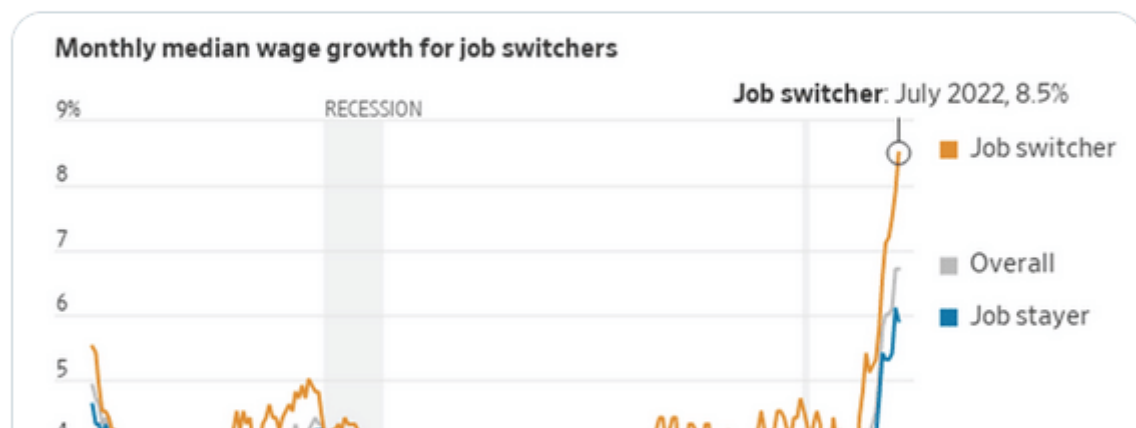 Monthly median wage growth for job switchers
Job switcher: July 2022, 8.5%
9%
RECESSION
Job switcher
8
7
Overall
6
Job stayer
5